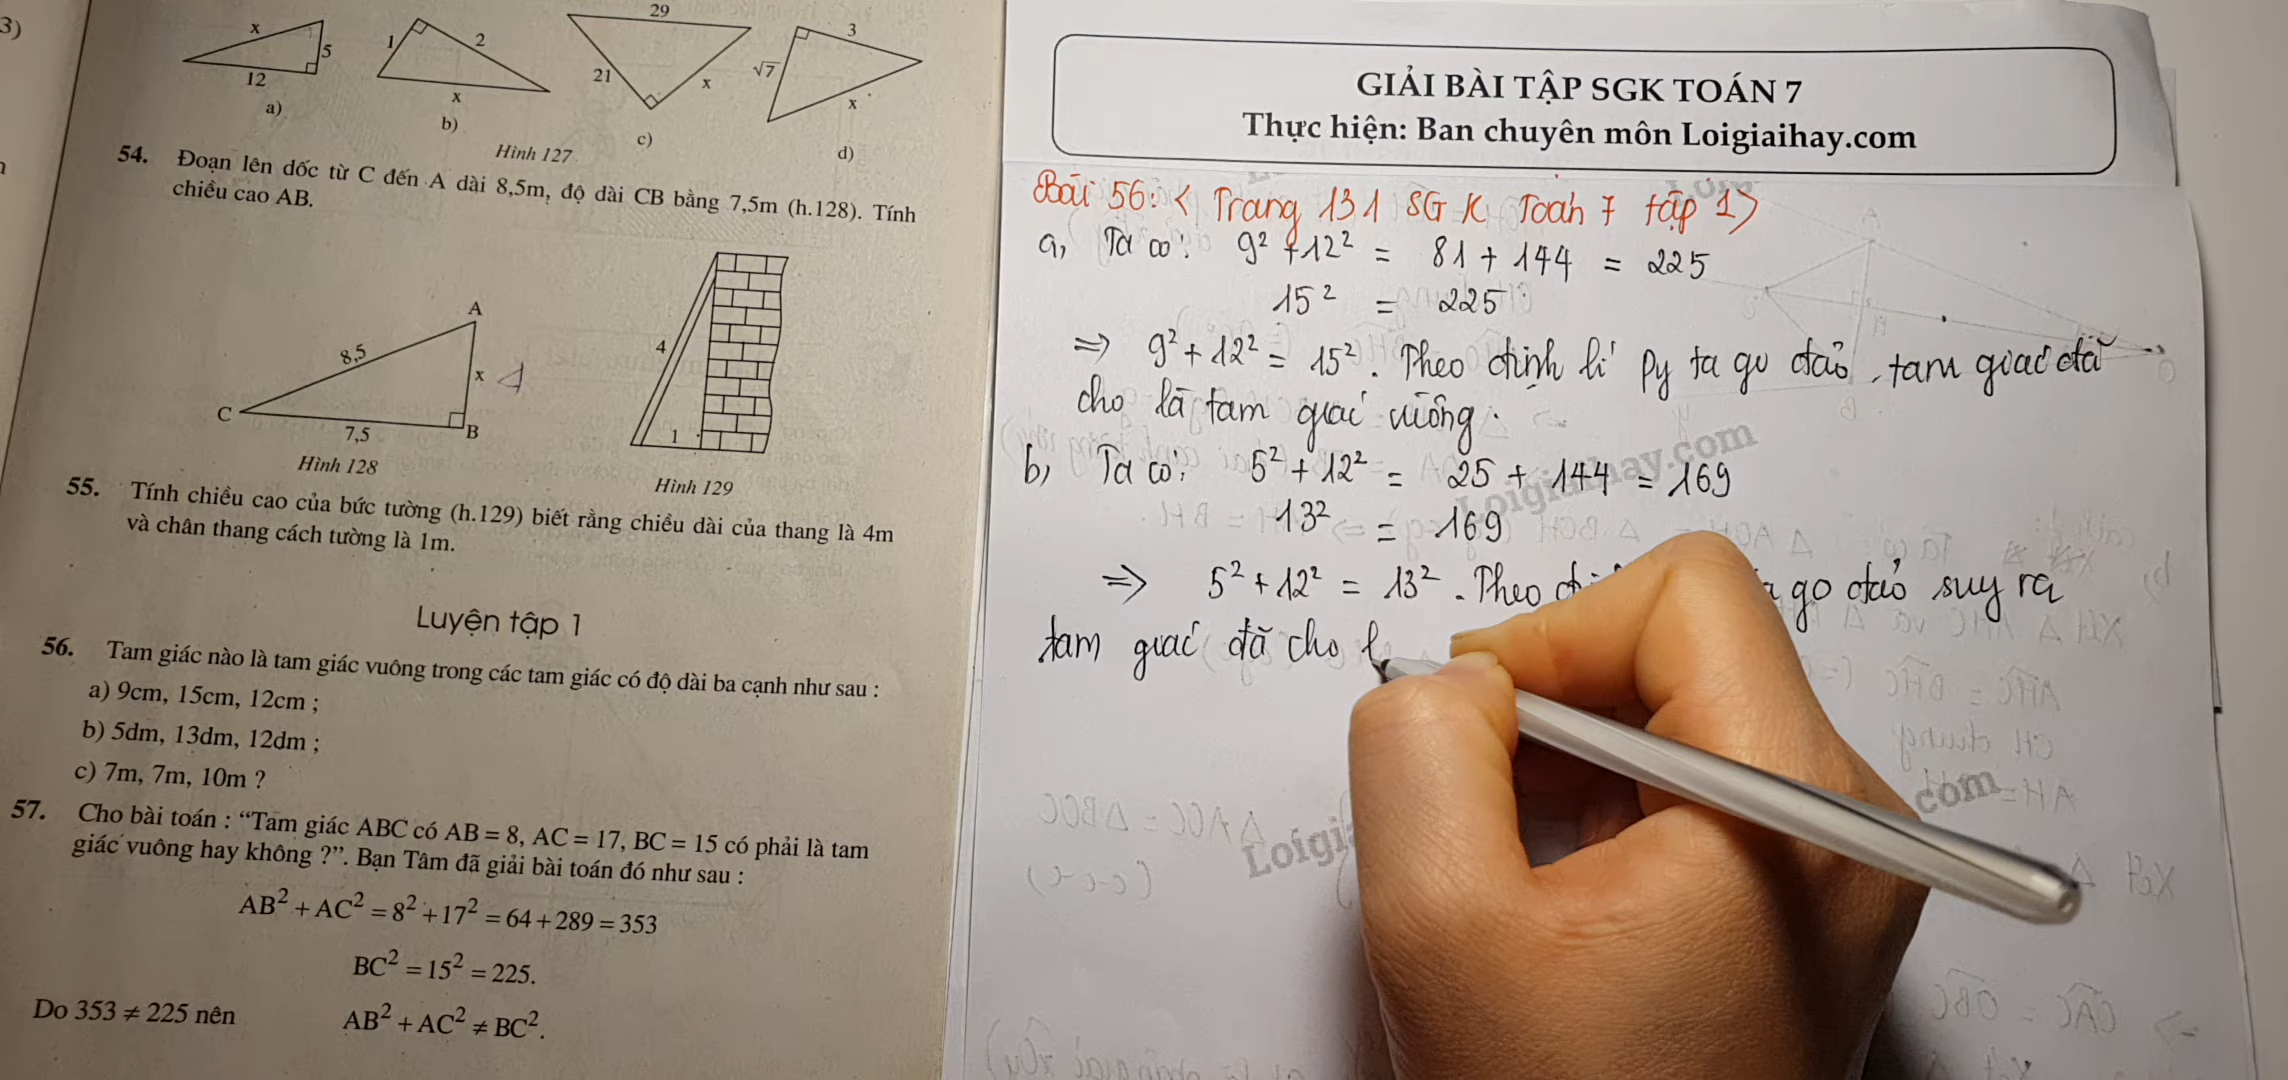 3)
x
5
12
a)
1
2
x
b)
29
21
x
c)
3
√7
x
d)
Hình 127
54. Đoạn lên dốc từ C đến A dài 8,5m, độ dài CB bằng 7,5m (h.128). Tính
chiều cao AB.
A
8,5
x
C
7,5
B
Hình 128
4
1
Hình 129
55. Tính chiều cao của bức tường (h.129) biết rằng chiều dài của thang là 4m
và chân thang cách tường là 1m.
Luyện tập 1
56. Tam giác nào là tam giác vuông trong các tam giác có độ dài ba cạnh như sau :
a) 9cm, 15cm, 12cm ;
b) 5dm, 13dm, 12dm ;
c) 7m, 7m, 10m ?
57. Cho bài toán : “Tam giác ABC có AB = 8, AC = 17, BC = 15 có phải là tam
giác vuông hay không ?”. Bạn Tâm đã giải bài toán đó như sau :
AB² + AC² = 8² + 17² = 64 + 289 = 353
BC² = 15² = 225.
Do 353 ≠ 225 nên AB² + AC² ≠ BC².
GIẢI BÀI TẬP SGK TOÁN 7
Thực hiện: Ban chuyên môn Loigiaihay.com
Bài 56: < Trang 131 SGK Toán 7 tập 1>
a, Ta có: 9² + 12² = 81 + 144 = 225
15² = 225
⇒ 9² + 12² = 15². Theo định lí Py ta go đảo, tam giác đã
cho là tam giác vuông.
b, Ta có: 5² + 12² = 25 + 144 = 169
13² = 169
⇒ 5² + 12² = 13². Theo go đảo suy ra
tam giác đã cho l
Loigiaihay.com
Loigi
com